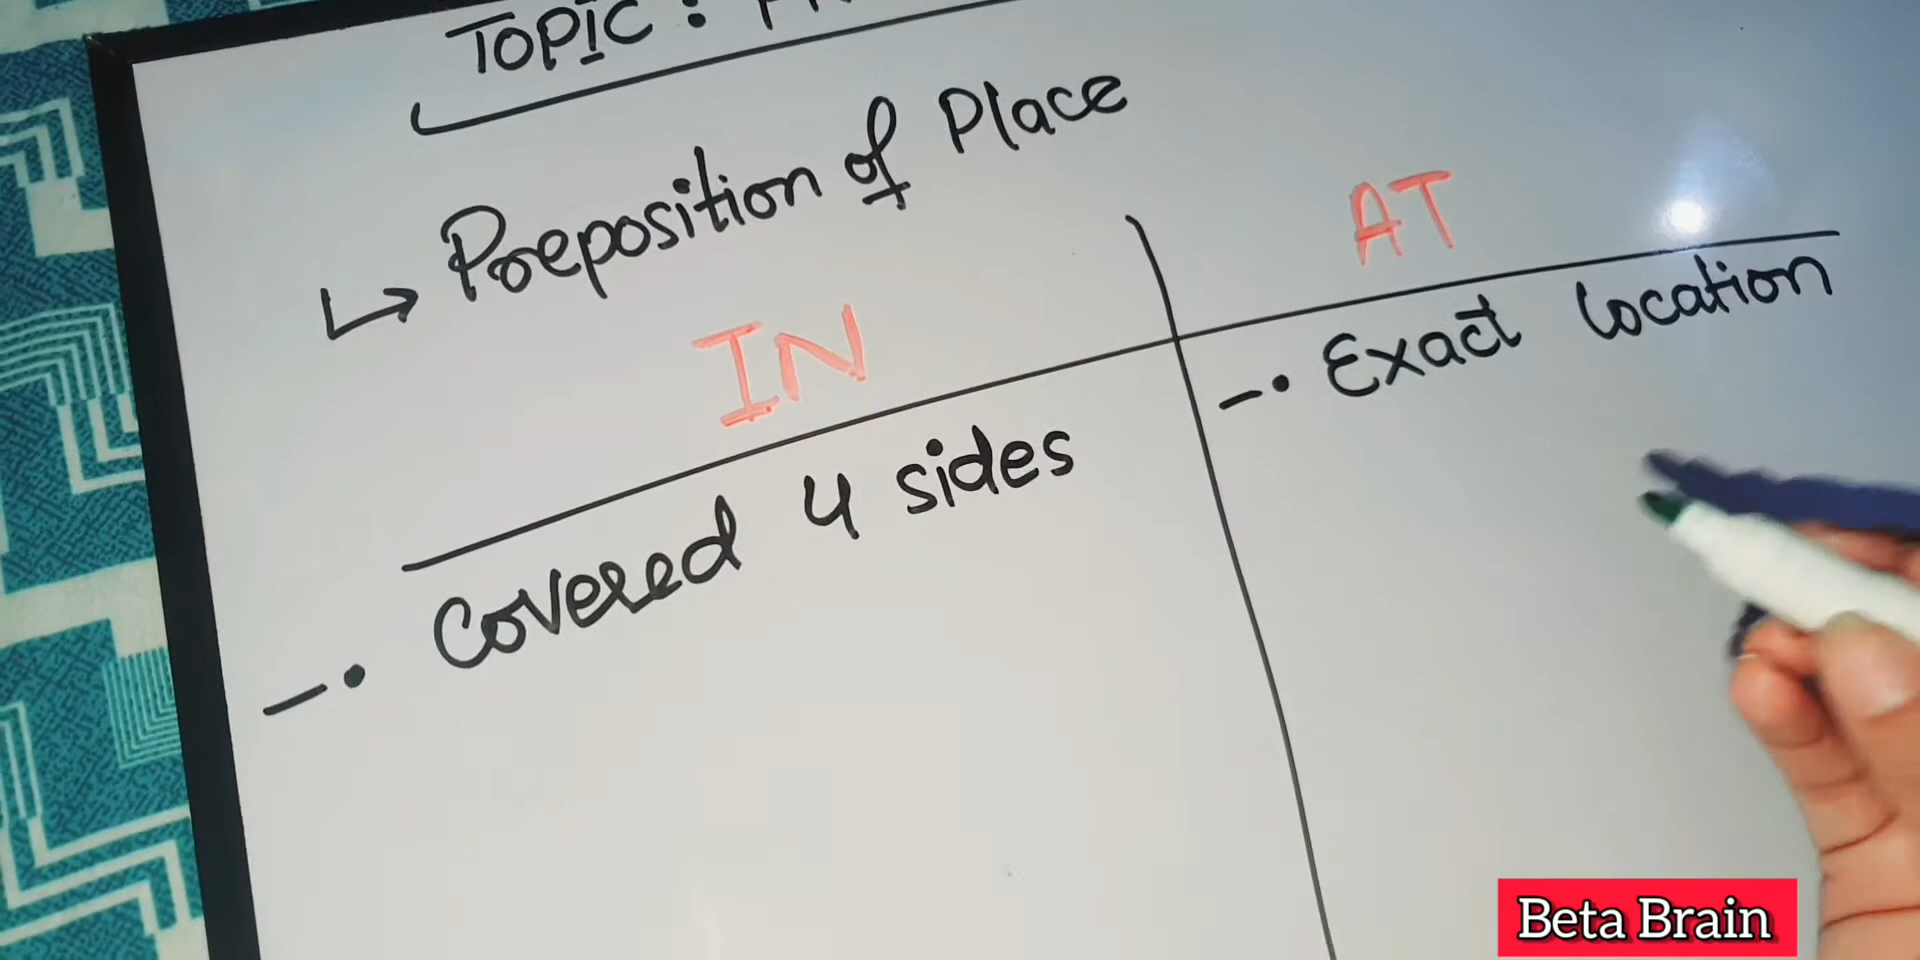 TOPIC :
↳ Preposition of Place
IN
AT
-• Covered 4 sides
-• Exact location
Beta Brain